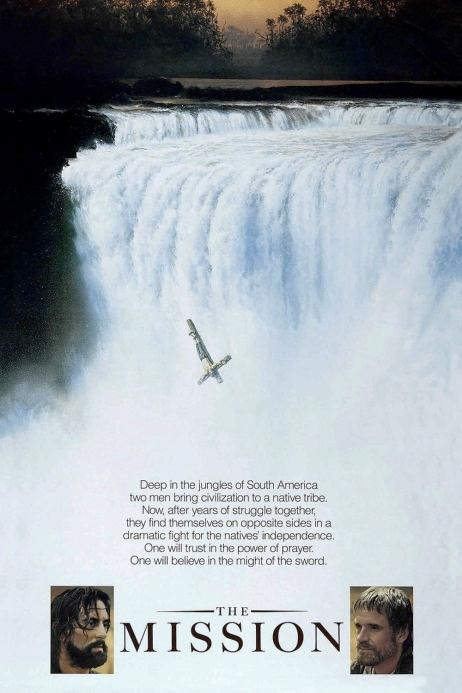 Deep in the jungles of South America
two men bring civilization to a native tribe.
Now, after years of struggle together,
they find themselves on opposite sides in a
dramatic fight for the natives' independence.
One will trust in the power of prayer.
One will believe in the might of the sword.
THE
MISSION